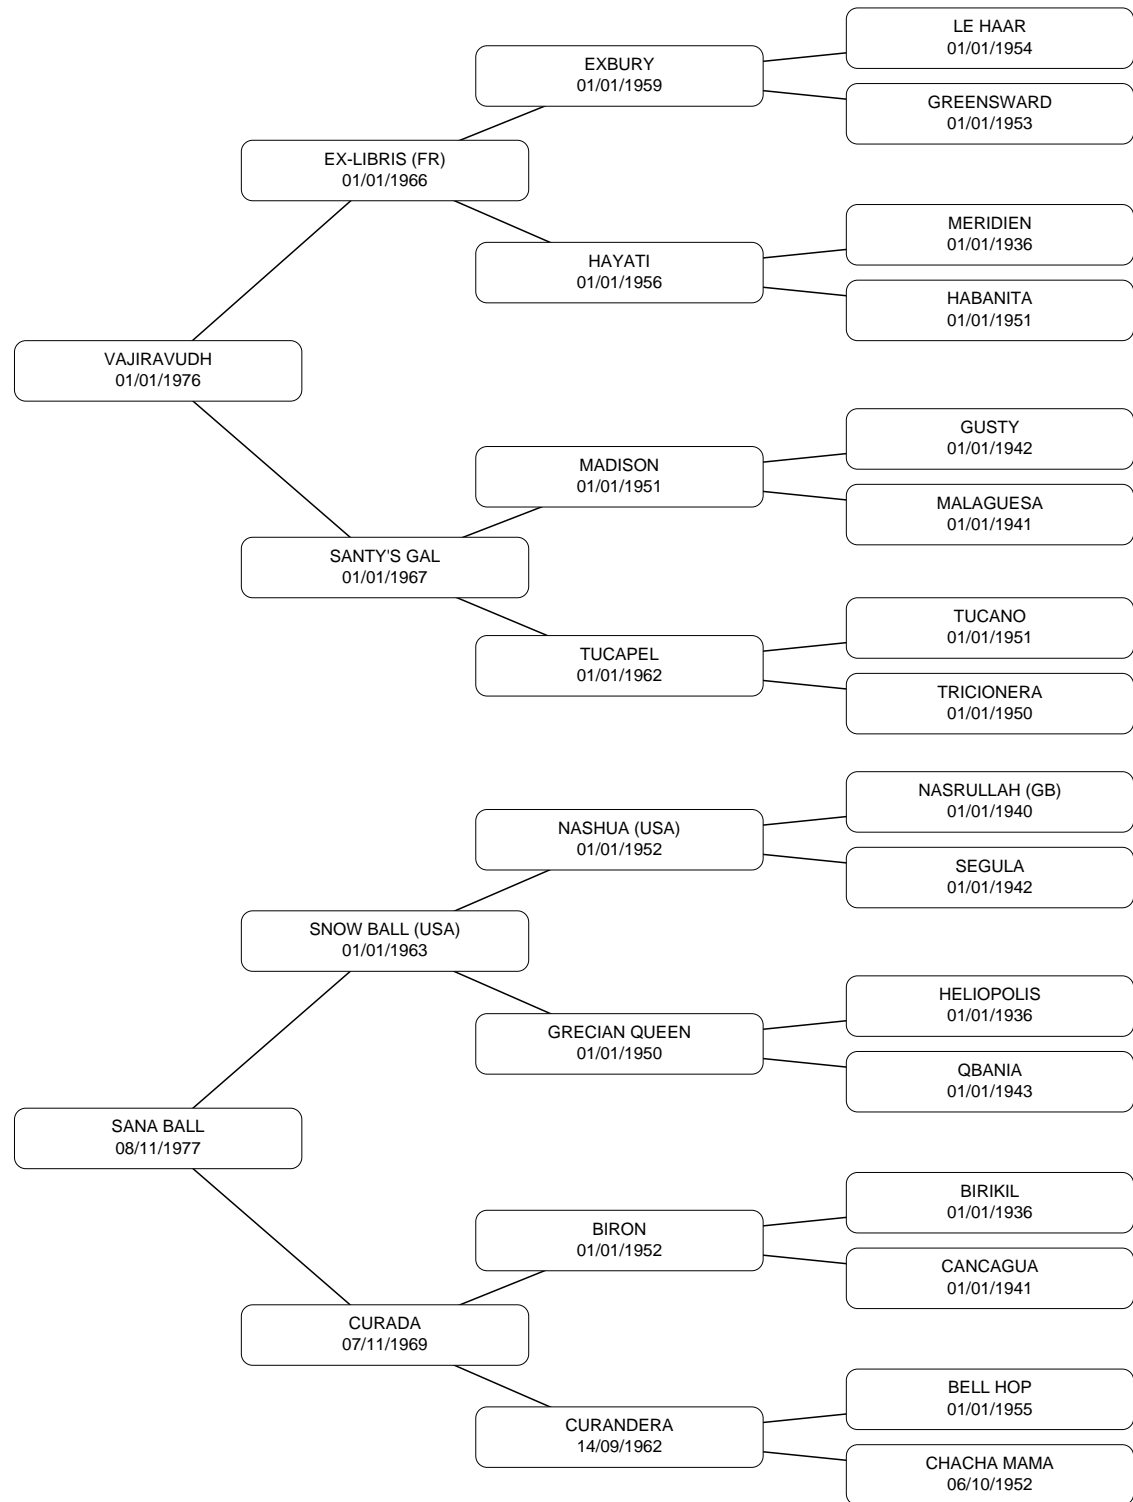 LE HAAR
01/01/1954
EXBURY
01/01/1959
GREENSWARD
01/01/1953
EX-LIBRIS (FR)
01/01/1966
MERIDIEN
01/01/1936
HAYATI
01/01/1956
HABANITA
01/01/1951
VAJIRAVUDH
01/01/1976
GUSTY
01/01/1942
MADISON
01/01/1951
MALAGUESA
01/01/1941
SANTY'S GAL
01/01/1967
TUCANO
01/01/1951
TUCAPEL
01/01/1962
TRICIONERA
01/01/1950
NASRULLAH (GB)
01/01/1940
NASHUA (USA)
01/01/1952
SEGULA
01/01/1942
SNOW BALL (USA)
01/01/1963
HELIOPOLIS
01/01/1936
GRECIAN QUEEN
01/01/1950
QBANIA
01/01/1943
SANA BALL
08/11/1977
BIRIKIL
01/01/1936
BIRON
01/01/1952
CANCAGUA
01/01/1941
CURADA
07/11/1969
BELL HOP
01/01/1955
CURANDERA
14/09/1962
CHACHA MAMA
06/10/1952